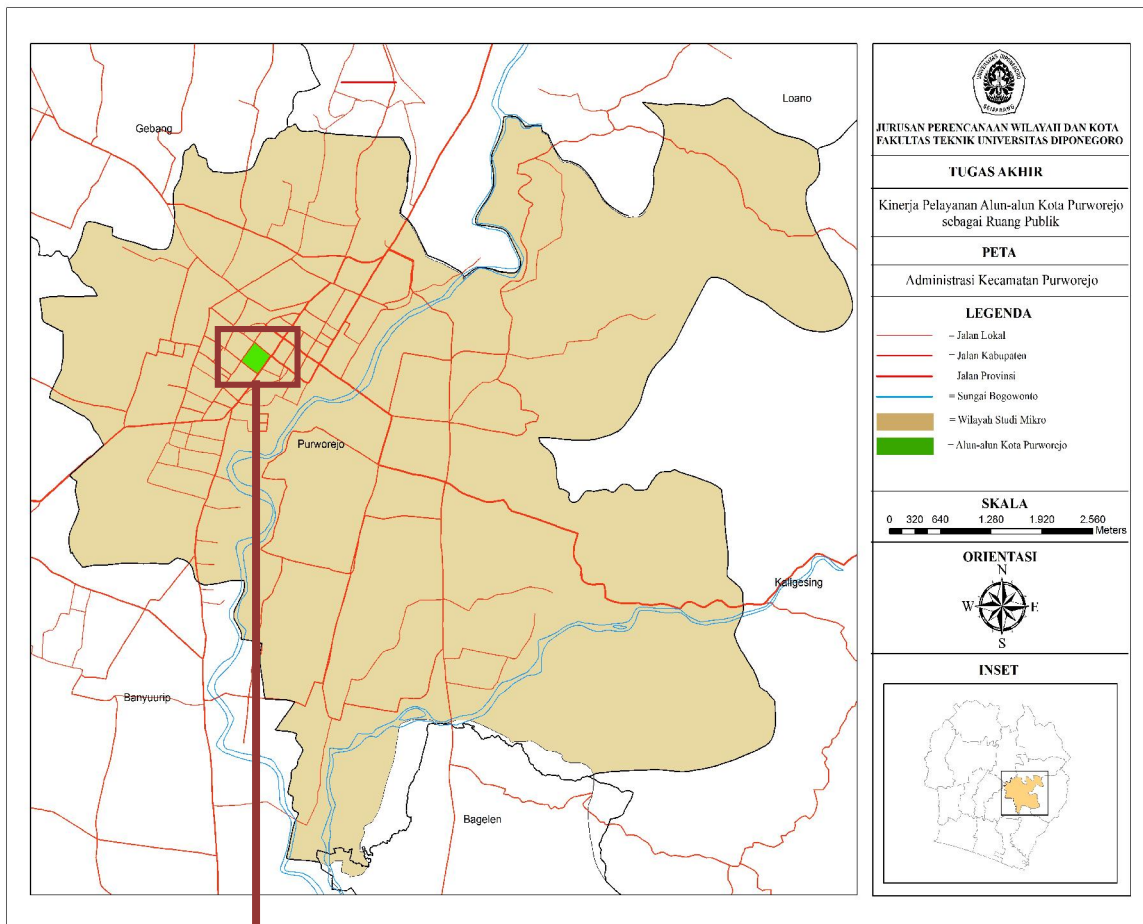 Loano
Gebang
Purworejo
Kaligesing
Banyuurip
Bagelen
UNIVERSITAS DIPONEGORO
SEMARANG
JURUSAN PERENCANAAN WILAYAH DAN KOTA
FAKULTAS TEKNIK UNIVERSITAS DIPONEGORO
TUGAS AKHIR
Kinerja Pelayanan Alun-alun Kota Purworejo
sebagai Ruang Publik
PETA
Administrasi Kecamatan Purworejo
LEGENDA
= Jalan Lokal
= Jalan Kabupaten
Jalan Provinsi
= Sungai Bogowonto
= Wilayah Studi Mikro
= Alun-alun Kota Purworejo
SKALA
0 320 640 1.280 1.920 2.560
Meters
ORIENTASI
N
W E
S
INSET